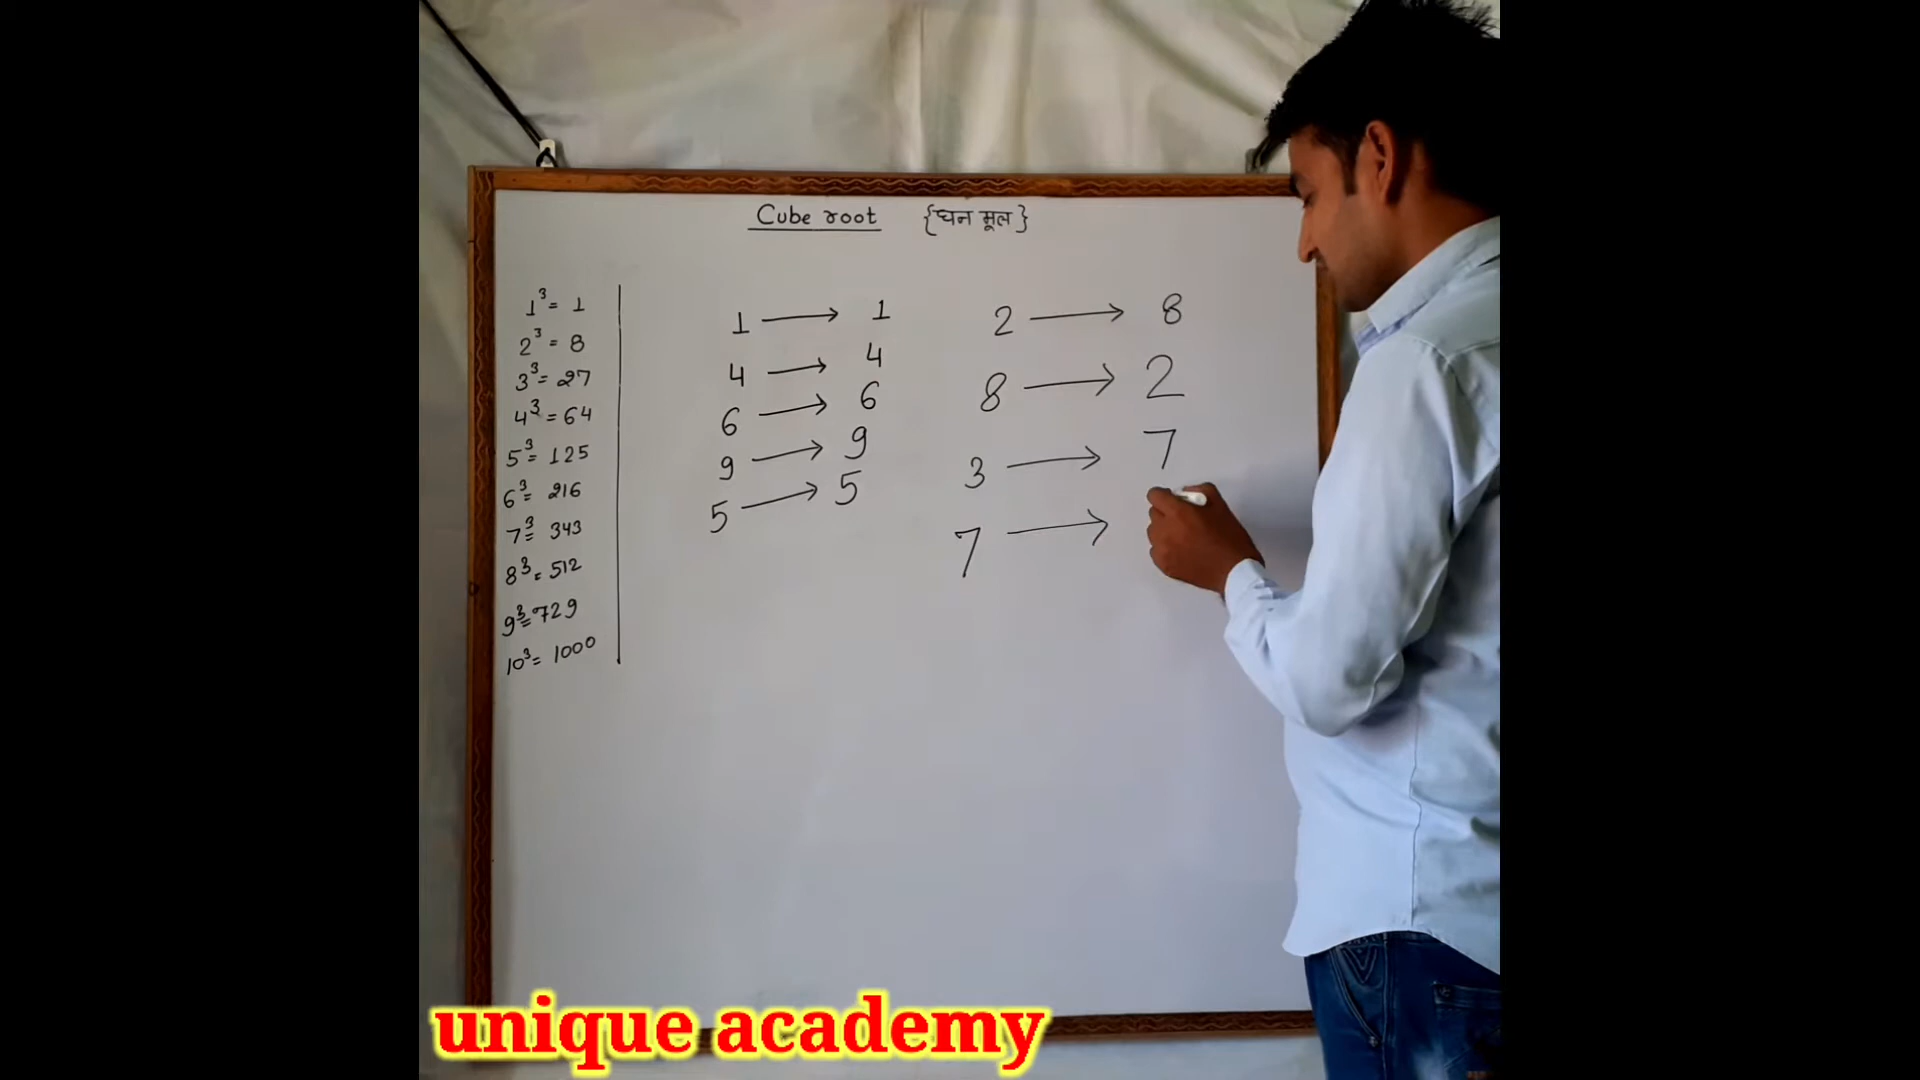 Cube root {घन मूल}
1³= 1
2³= 8
3³= 27
4³= 64
5³= 125
6³= 216
7³= 343
8³= 512
9³= 729
10³= 1000
1 → 1
4 → 4
6 → 6
9 → 9
5 → 5
2 → 8
8 → 2
3 → 7
7 →
unique academy